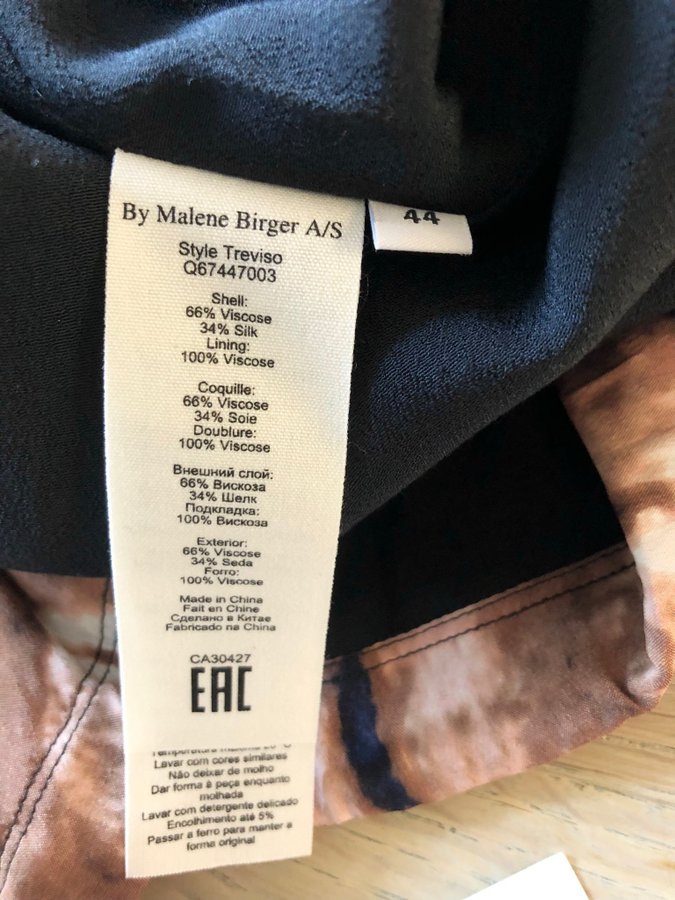 By Malene Birger A/S
44
Style Treviso
Q67447003
Shell:
66% Viscose
34% Silk
Lining:
100% Viscose
Coquille:
66% Viscose
34% Soie
Doublure:
100% Viscose
Внешний слой:
66% Вискоза
34% Шелк
Подкладка:
100% Вискоза
Exterior:
66% Viscose
34% Seda
Forro:
100% Viscose
Made in China
Fait en Chine
Сделано в Китае
Fabricado na China
CA30427
EAC
Lavar com cores similares
Não deixar de molho
Dar forma à peça enquanto
molhada
Lavar com detergente delicado
Encolhimento até 5%
Passar a ferro para manter a
forma original